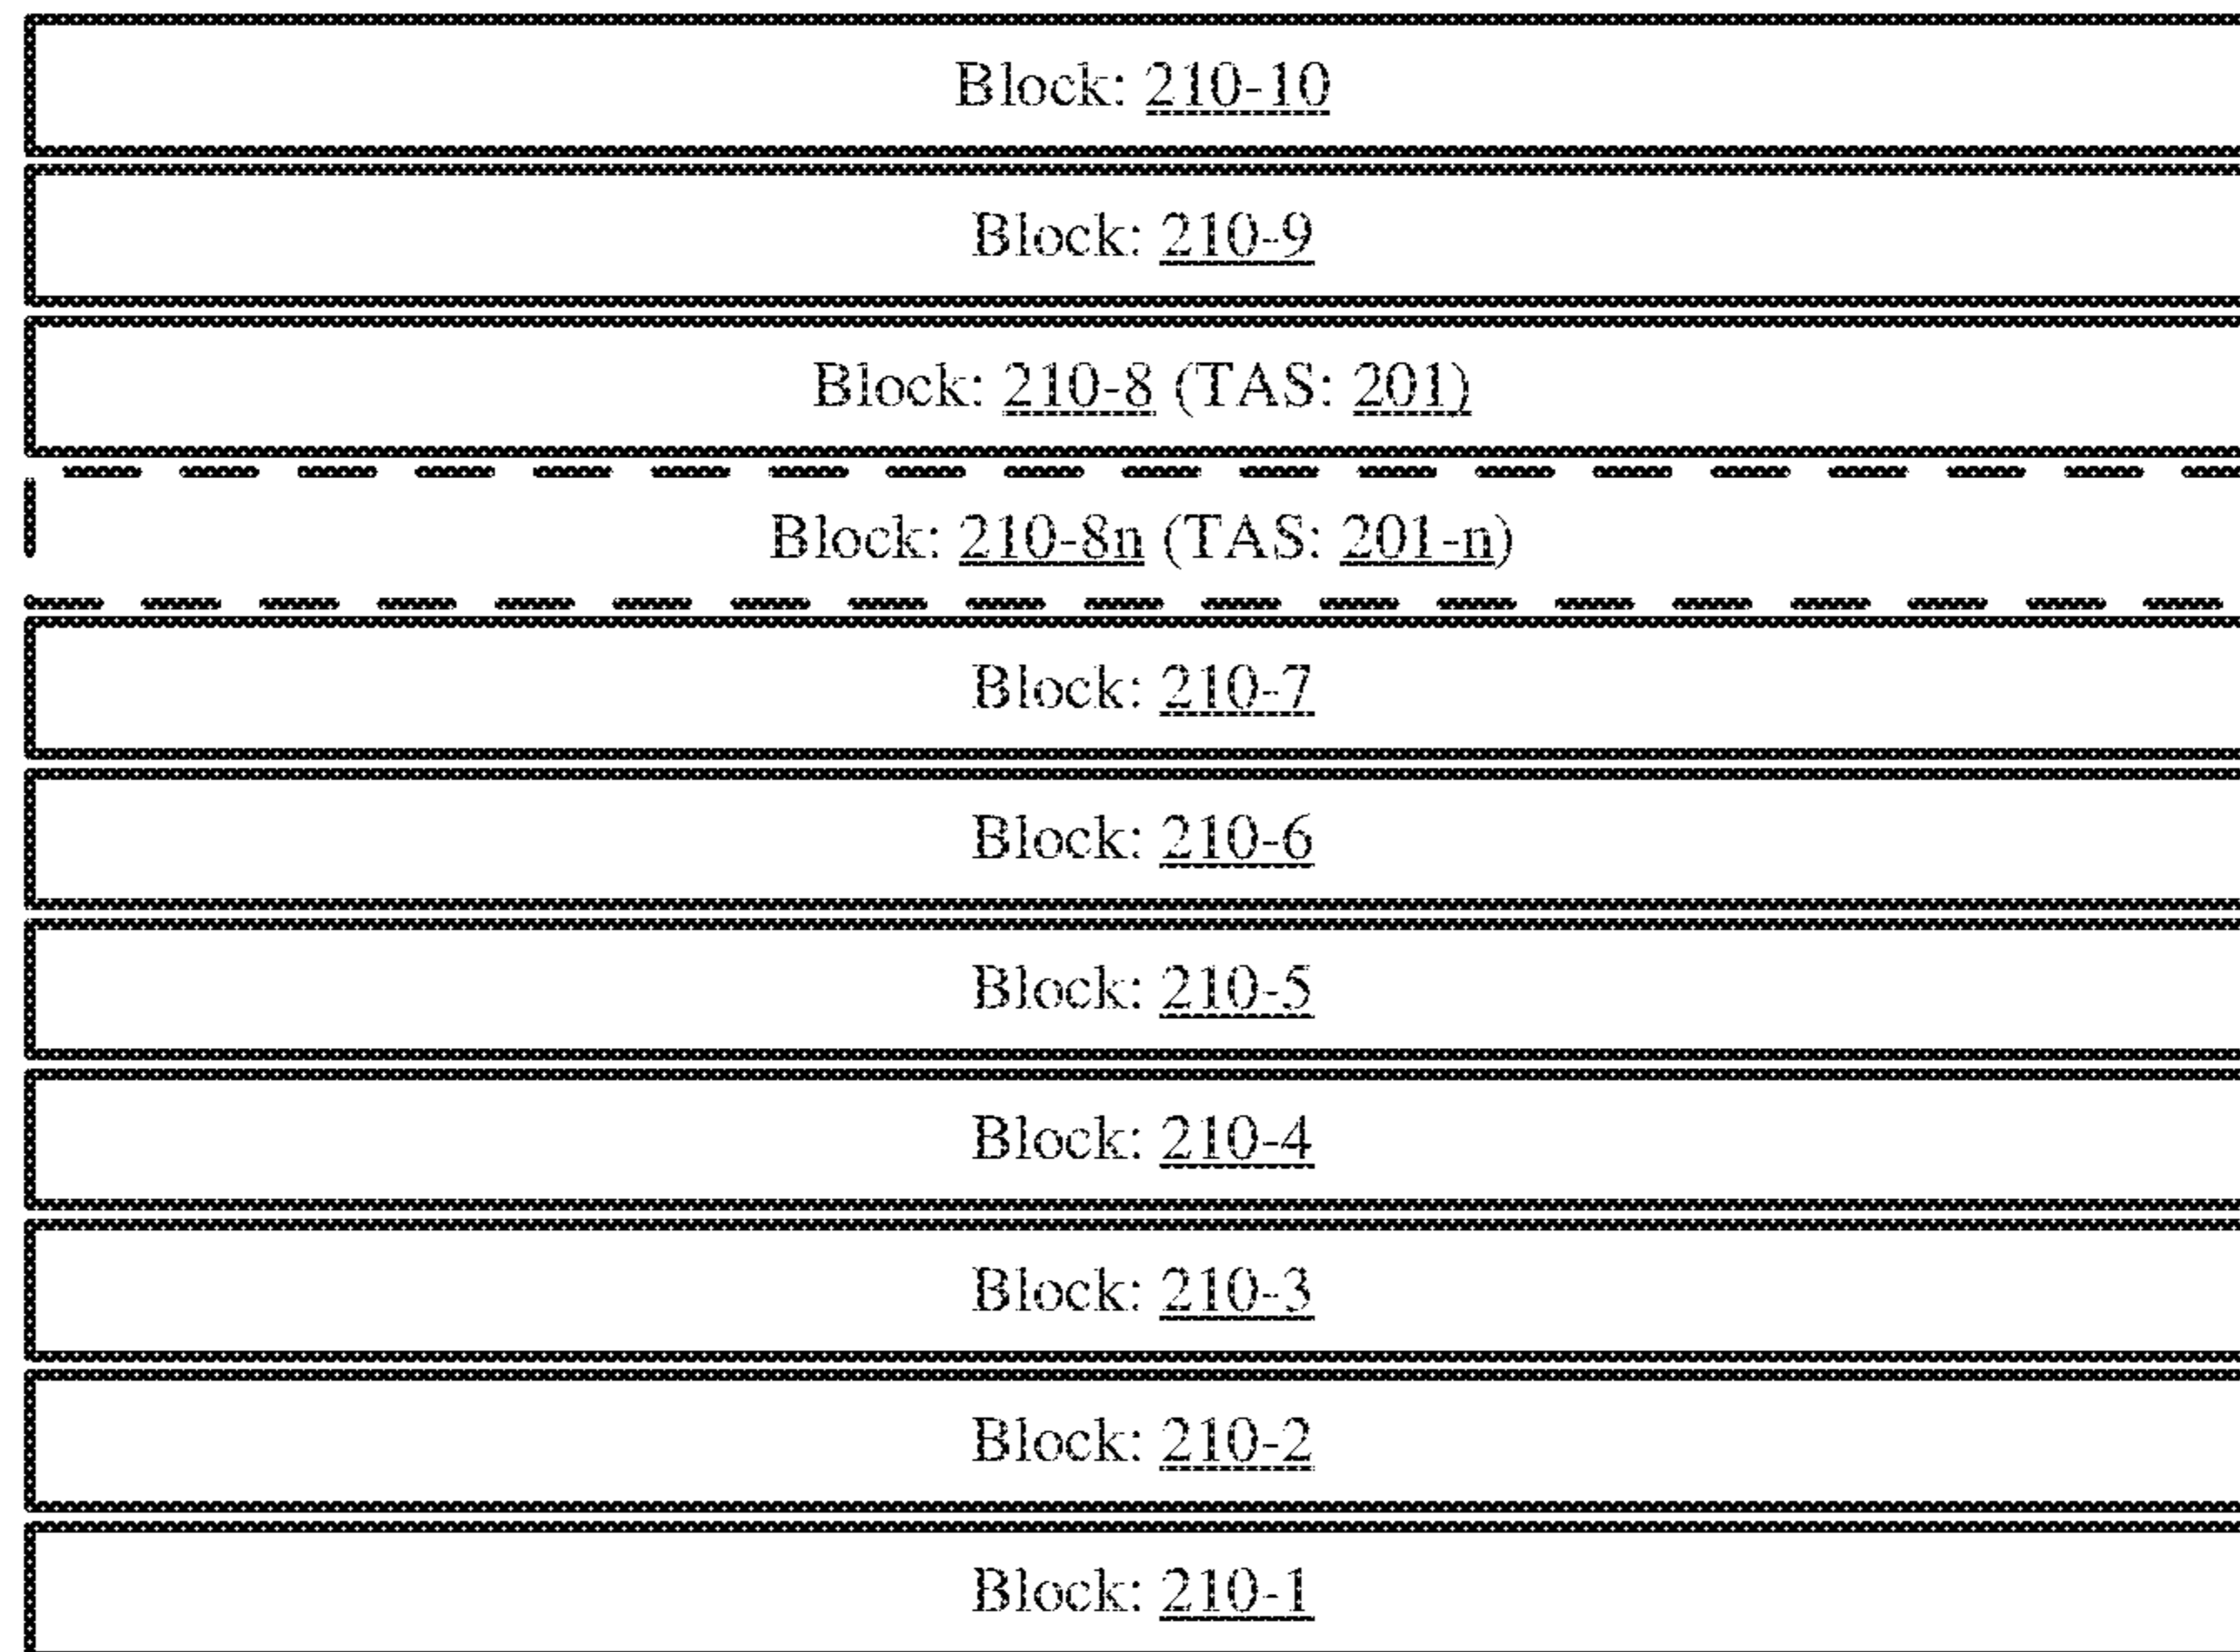 Block: 210-10
Block: 210-9
Block: 210-8 (TAS: 201)
Block: 210-8n (TAS: 201-n)
Block: 210-7
Block: 210-6
Block: 210-5
Block: 210-4
Block: 210-3
Block: 210-2
Block: 210-1